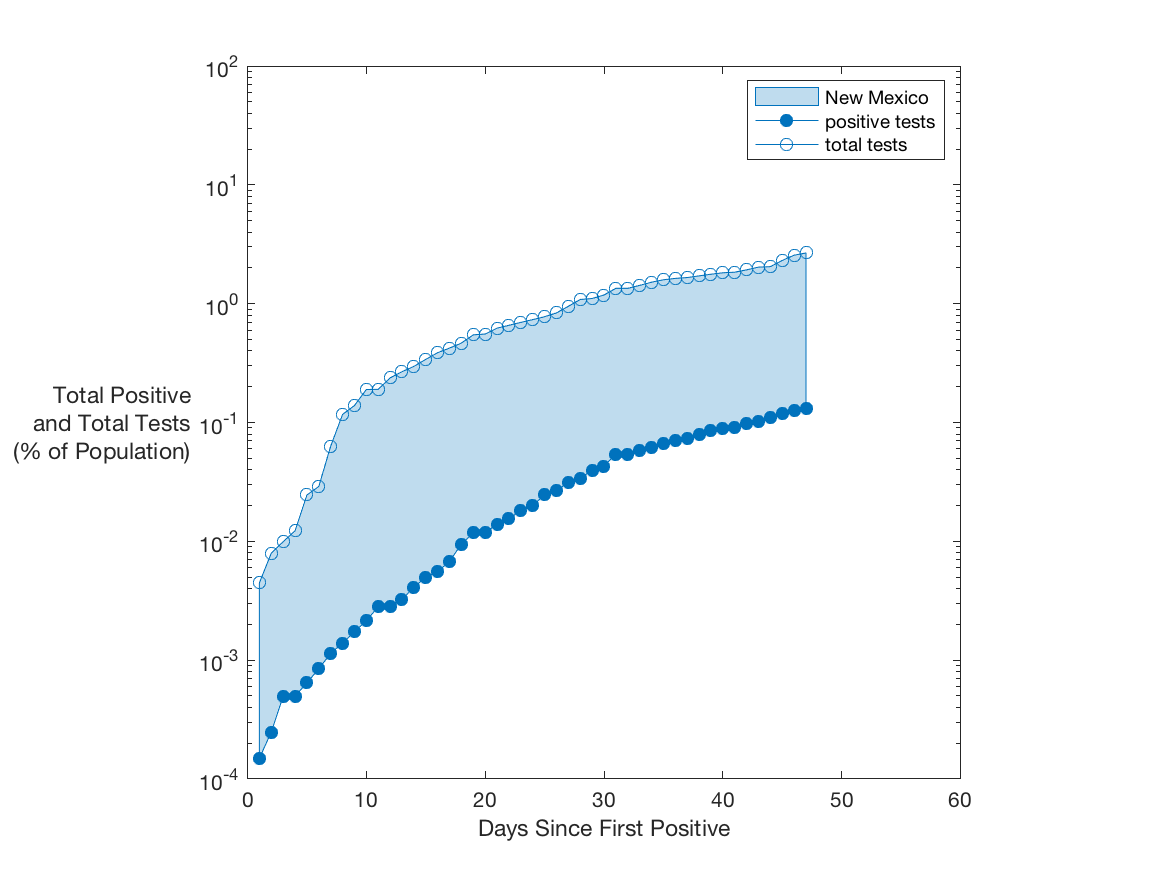 10^2
New Mexico
positive tests
total tests
10^1
10^0
Total Positive
and Total Tests
(% of Population)
10^-1
10^-2
10^-3
10^-4
0 10 20 30 40 50 60
Days Since First Positive